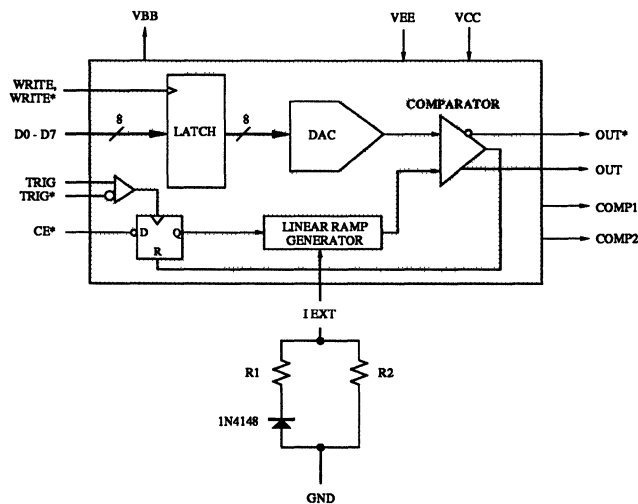 VBB
VEE
VCC
WRITE,
WRITE*
8
8
COMPARATOR
D0 - D7
LATCH
DAC
OUT*
OUT
TRIG
TRIG*
COMP1
CE*
D
Q
R
LINEAR RAMP
GENERATOR
COMP2
I EXT
R1
R2
1N4148
GND